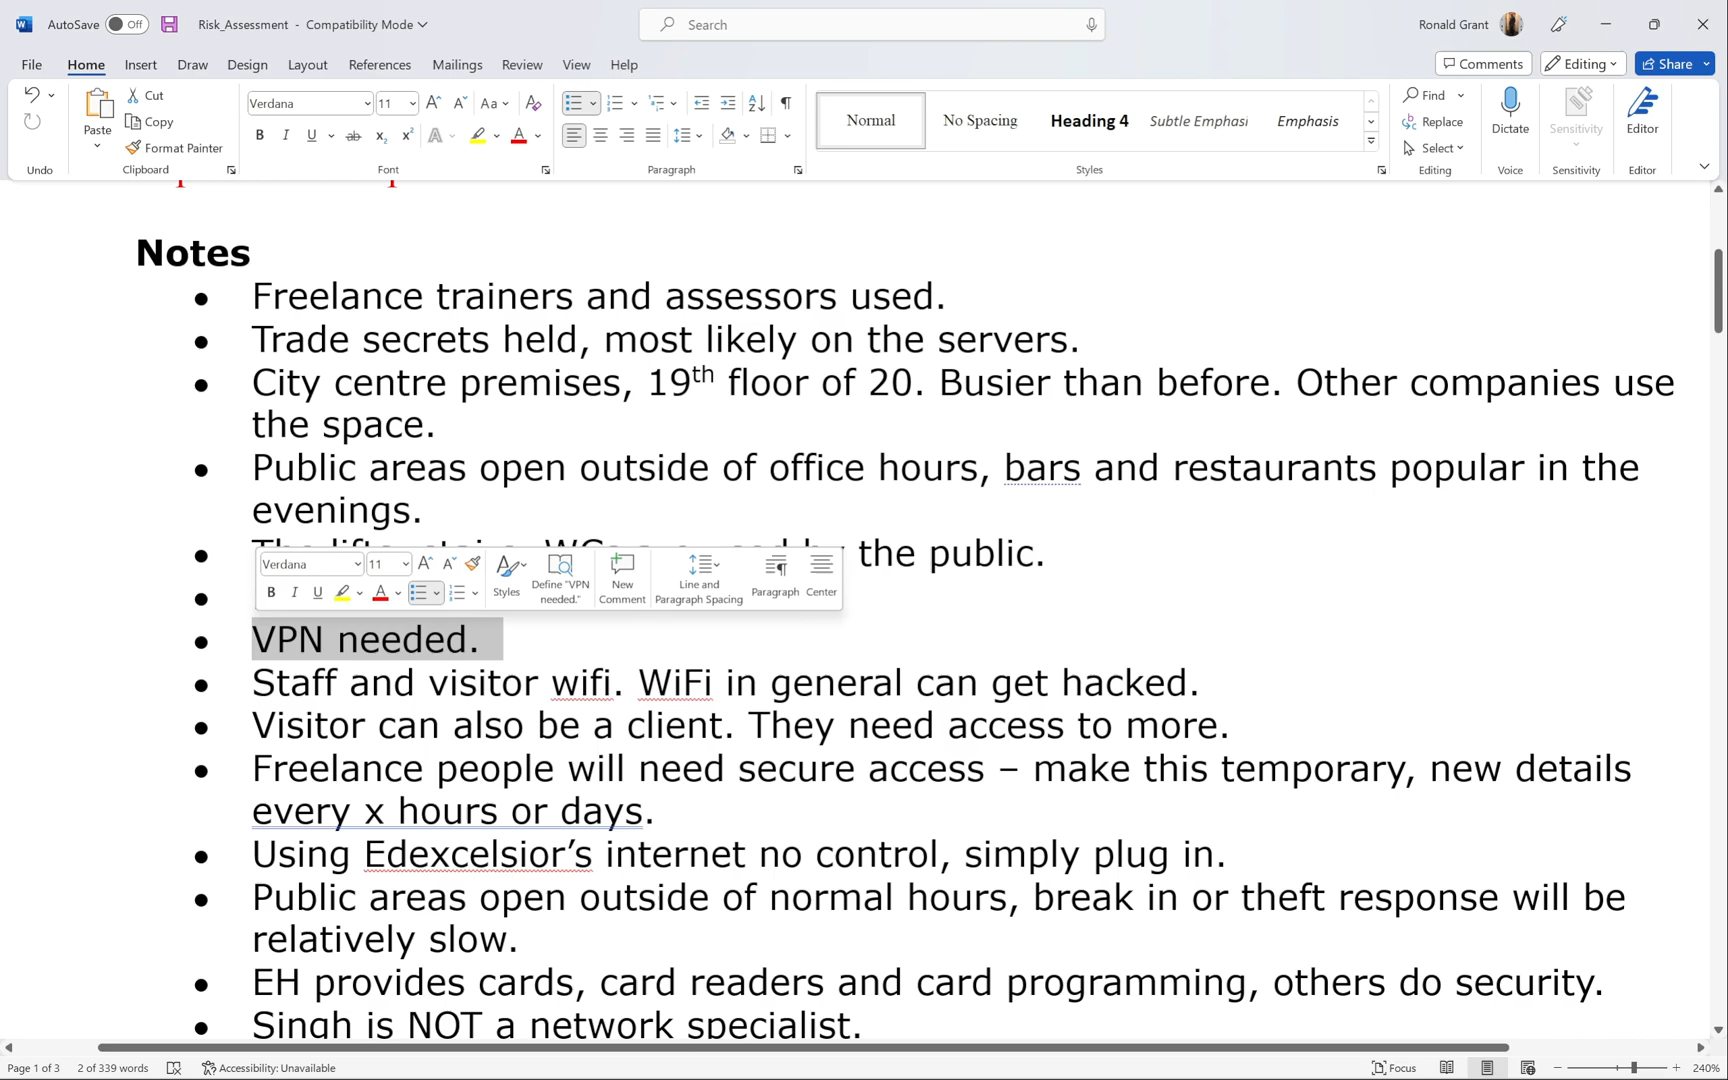 AutoSave Off Risk_Assessment - Compatibility Mode Search Ronald Grant
File Home Insert Draw Design Layout References Mailings Review View Help Comments Editing Share
Paste Cut Copy Format Painter
Verdana 11 Aa
Normal No Spacing Heading 4 Subtle Emphasi Emphasis
Find Replace Select
Dictate Sensitivity Editor
Undo Clipboard Font Paragraph Styles Editing Voice Sensitivity Editor
Notes
• Freelance trainers and assessors used.
• Trade secrets held, most likely on the servers.
• City centre premises, 19th floor of 20. Busier than before. Other companies use
the space.
• Public areas open outside of office hours, bars and restaurants popular in the
evenings.
the public.
Verdana 11
B I U
Styles Define "VPN needed." New Comment Line and Paragraph Spacing Paragraph Center
• VPN needed.
• Staff and visitor wifi. WiFi in general can get hacked.
• Visitor can also be a client. They need access to more.
• Freelance people will need secure access – make this temporary, new details
every x hours or days.
• Using Edexcelsior's internet no control, simply plug in.
• Public areas open outside of normal hours, break in or theft response will be
relatively slow.
• EH provides cards, card readers and card programming, others do security.
• Singh is NOT a network specialist.
Page 1 of 3 2 of 339 words Accessibility: Unavailable Focus 240%